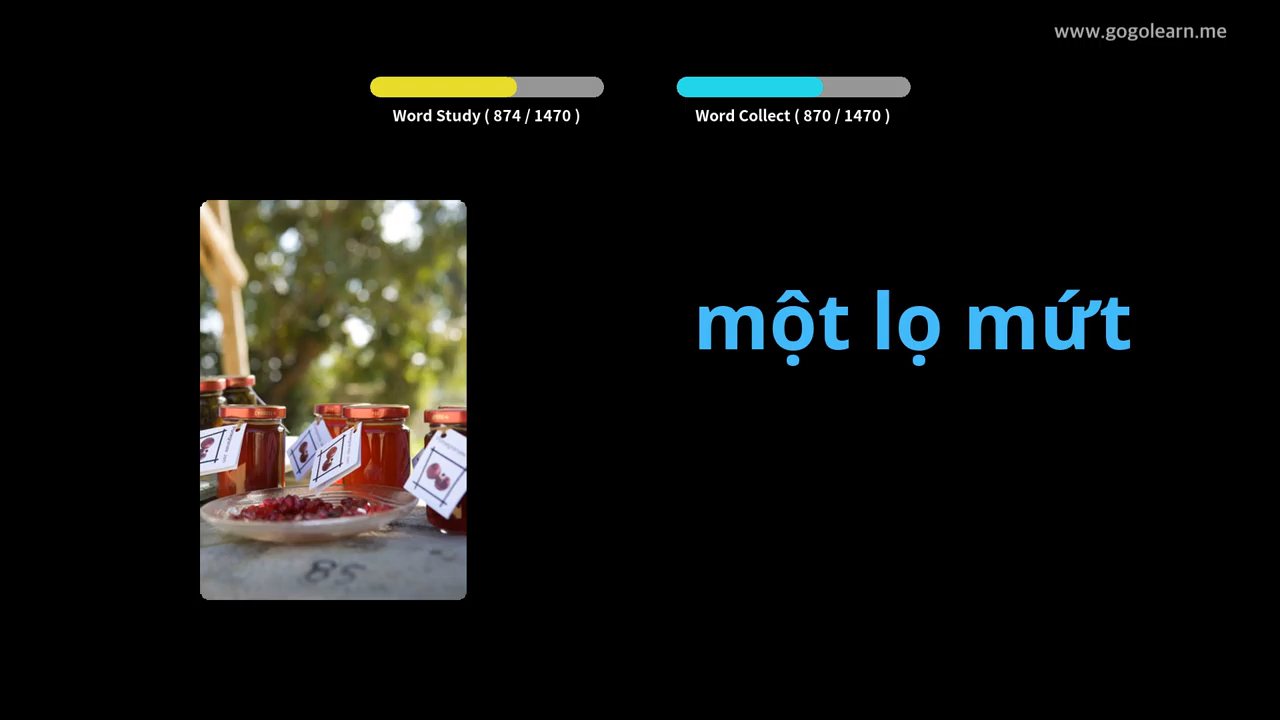 www.gogolearn.me
Word Study ( 874 / 1470 )
Word Collect ( 870 / 1470 )
một lọ mứt
85